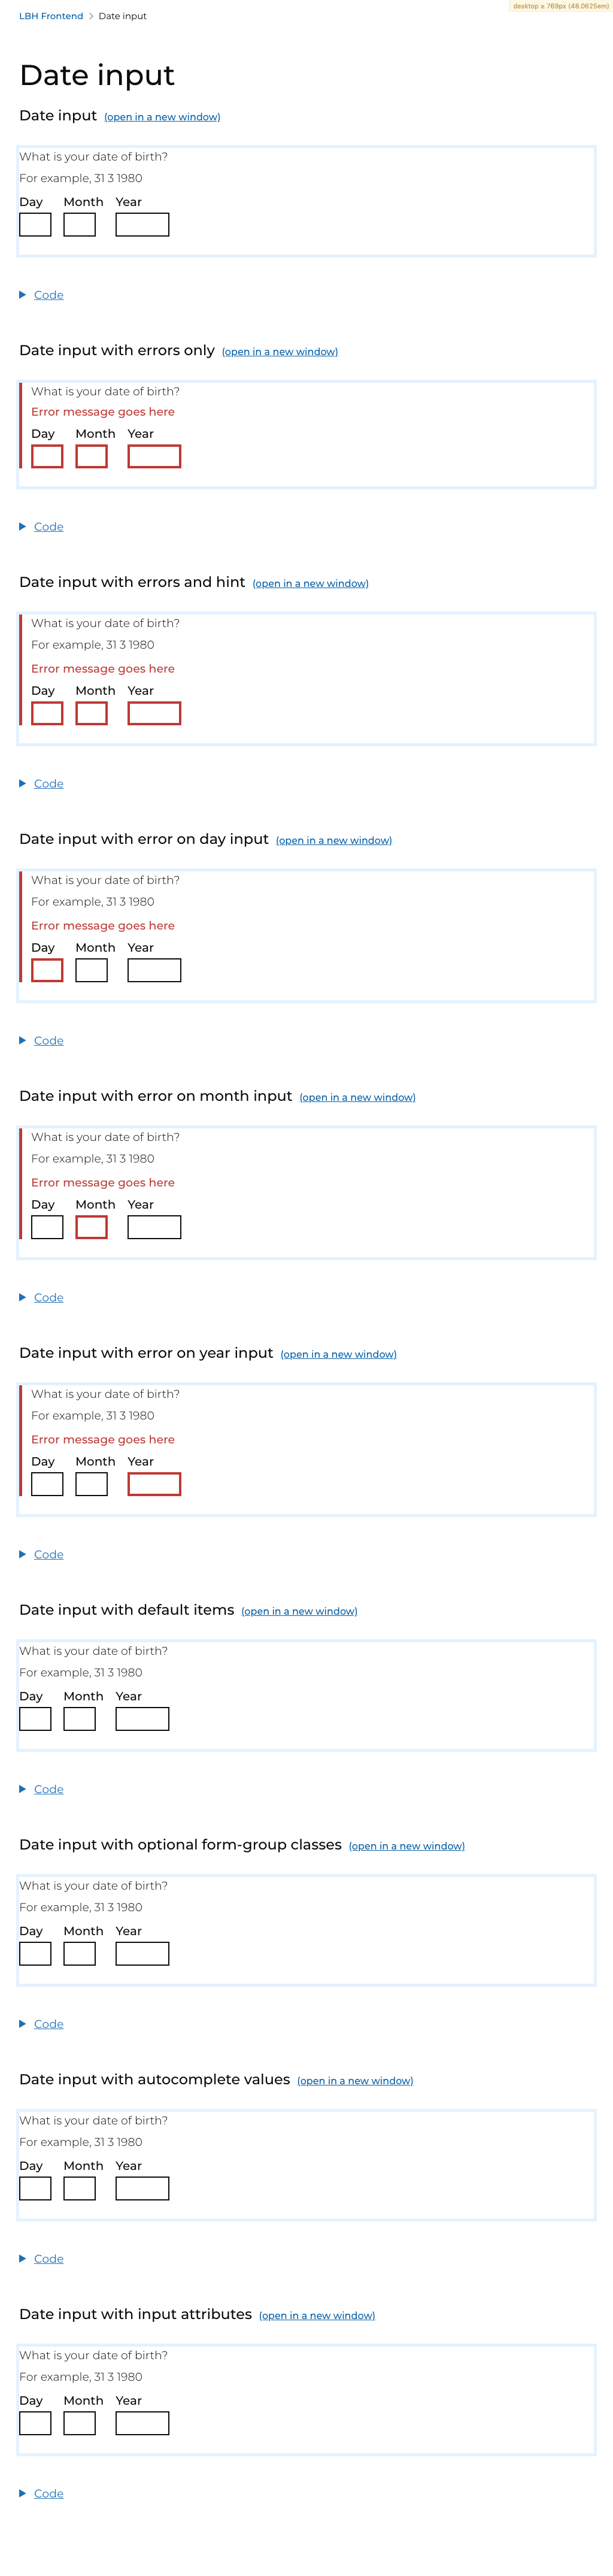 desktop ≥ 769px (48.0625em)
LBH Frontend > Date input
Date input
Date input (open in a new window)
What is your date of birth?
For example, 31 3 1980
Day Month Year
Code
Date input with errors only (open in a new window)
What is your date of birth?
Error message goes here
Day Month Year
Code
Date input with errors and hint (open in a new window)
What is your date of birth?
For example, 31 3 1980
Error message goes here
Day Month Year
Code
Date input with error on day input (open in a new window)
What is your date of birth?
For example, 31 3 1980
Error message goes here
Day Month Year
Code
Date input with error on month input (open in a new window)
What is your date of birth?
For example, 31 3 1980
Error message goes here
Day Month Year
Code
Date input with error on year input (open in a new window)
What is your date of birth?
For example, 31 3 1980
Error message goes here
Day Month Year
Code
Date input with default items (open in a new window)
What is your date of birth?
For example, 31 3 1980
Day Month Year
Code
Date input with optional form-group classes (open in a new window)
What is your date of birth?
For example, 31 3 1980
Day Month Year
Code
Date input with autocomplete values (open in a new window)
What is your date of birth?
For example, 31 3 1980
Day Month Year
Code
Date input with input attributes (open in a new window)
What is your date of birth?
For example, 31 3 1980
Day Month Year
Code